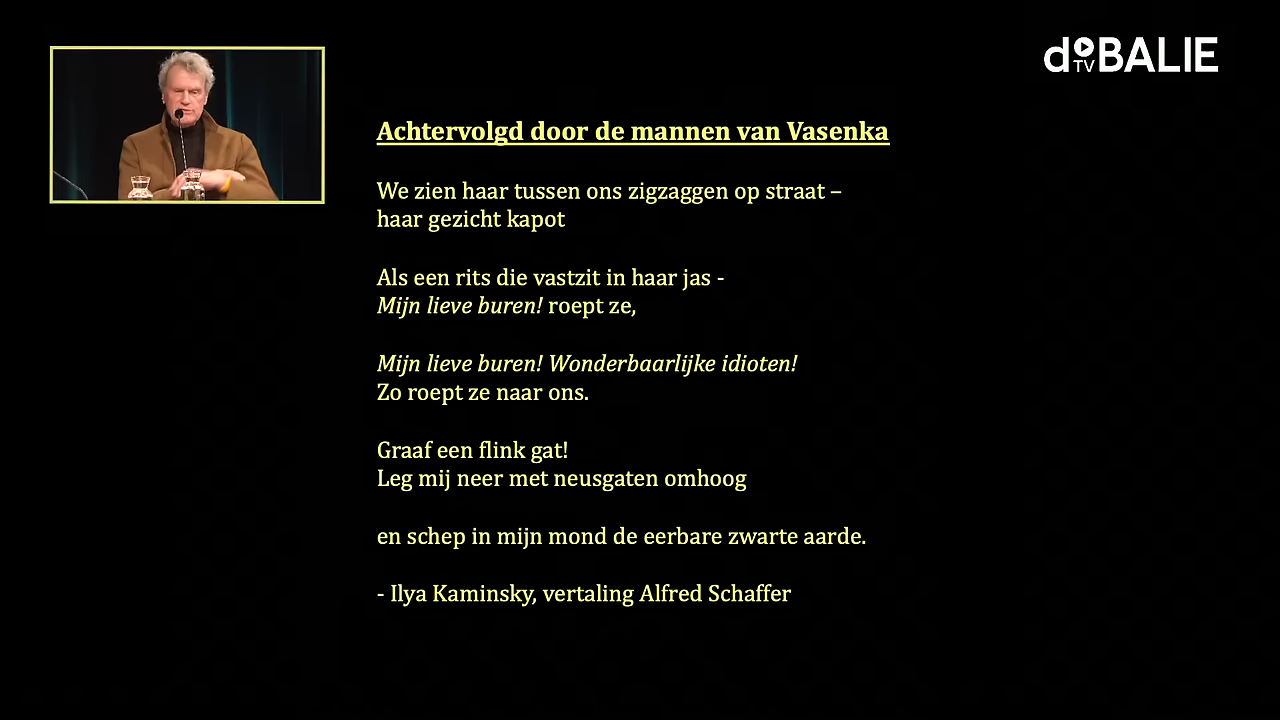 de BALIE
TV
Achtervolgd door de mannen van Vasenka
We zien haar tussen ons zigzaggen op straat –
haar gezicht kapot
Als een rits die vastzit in haar jas -
Mijn lieve buren! roept ze,
Mijn lieve buren! Wonderbaarlijke idioten!
Zo roept ze naar ons.
Graaf een flink gat!
Leg mij neer met neusgaten omhoog
en schep in mijn mond de eerbare zwarte aarde.
- Ilya Kaminsky, vertaling Alfred Schaffer